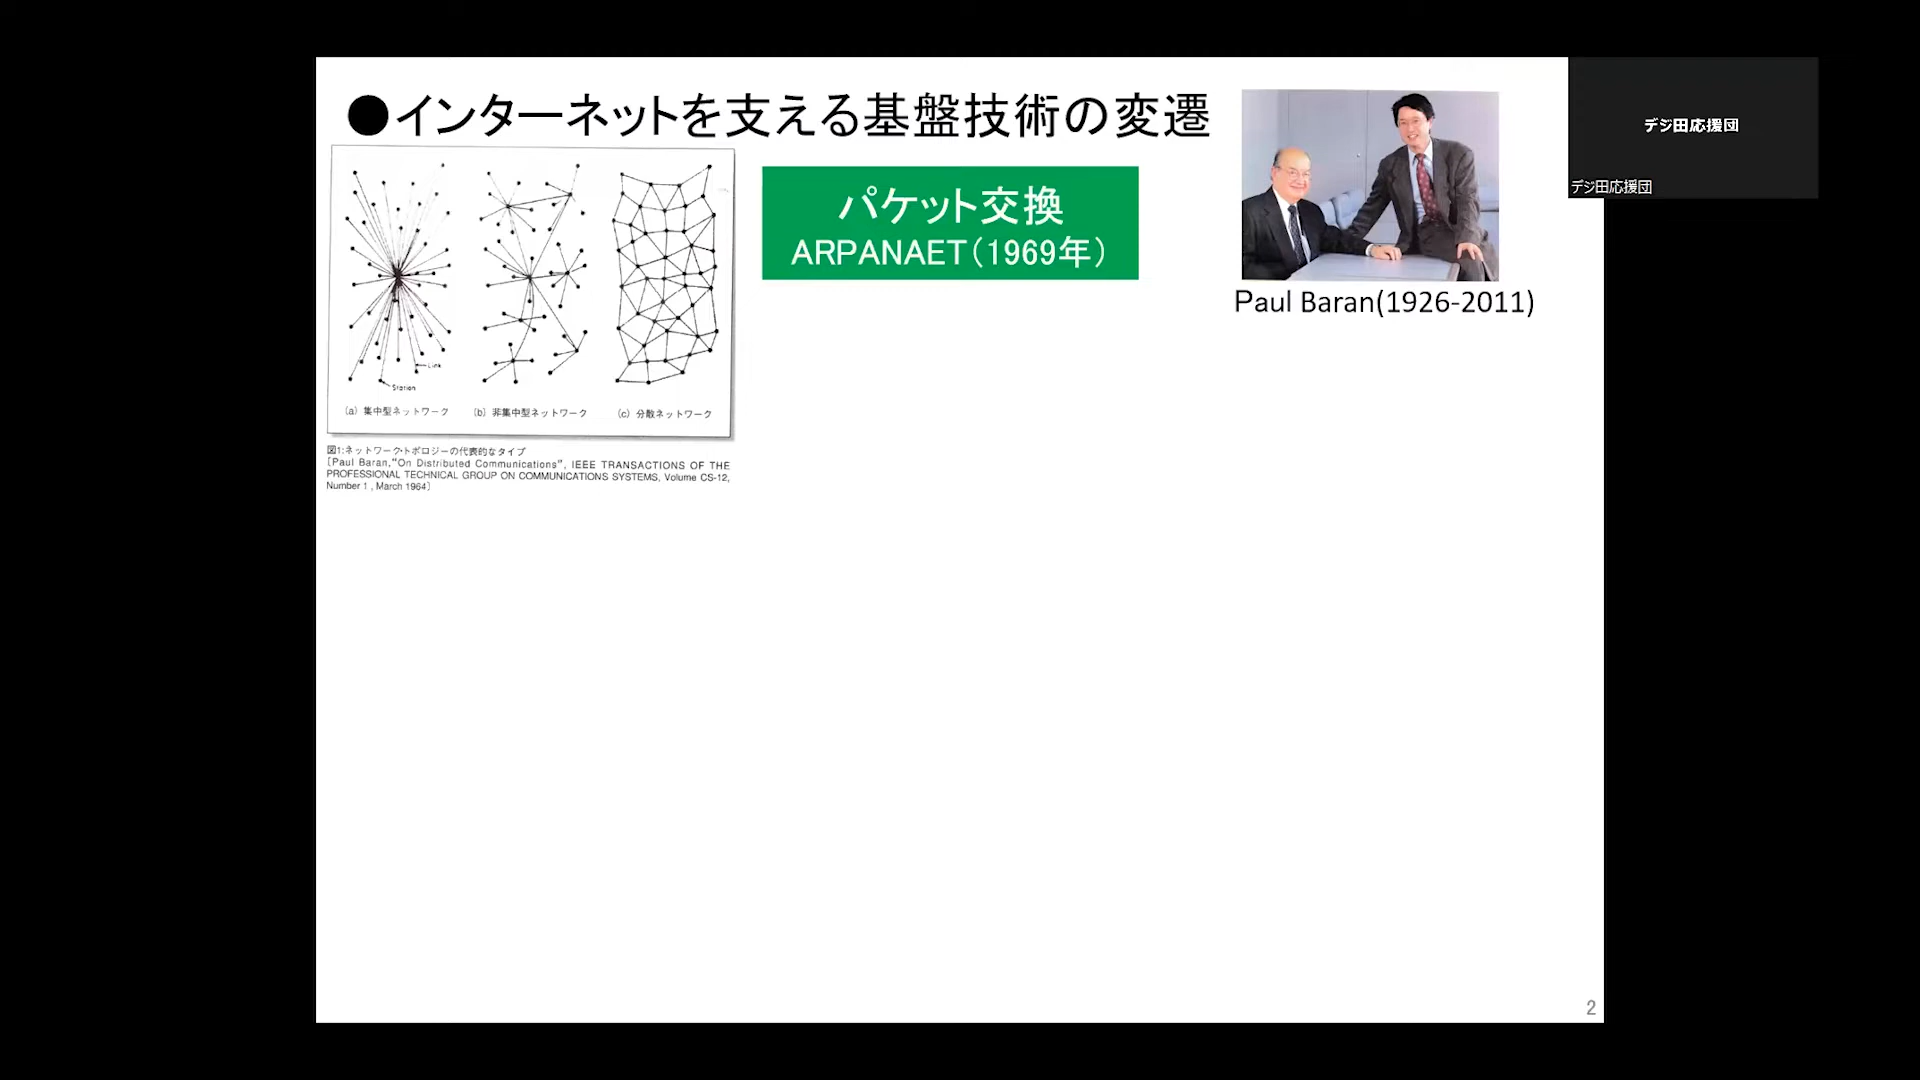 ●インターネットを支える基盤技術の変遷
パケット交換
ARPANAET(1969年)
Paul Baran(1926-2011)
デジ田応援団
デジ田応援団
Link
Station
(a) 集中型ネットワーク
(b) 非集中型ネットワーク
(c) 分散ネットワーク
図1:ネットワーク・トポロジーの代表的なタイプ
〔Paul Baran,"On Distributed Communications", IEEE TRANSACTIONS OF THE
PROFESSIONAL TECHNICAL GROUP ON COMMUNICATIONS SYSTEMS, Volume CS-12,
Number 1 , March 1964〕
2